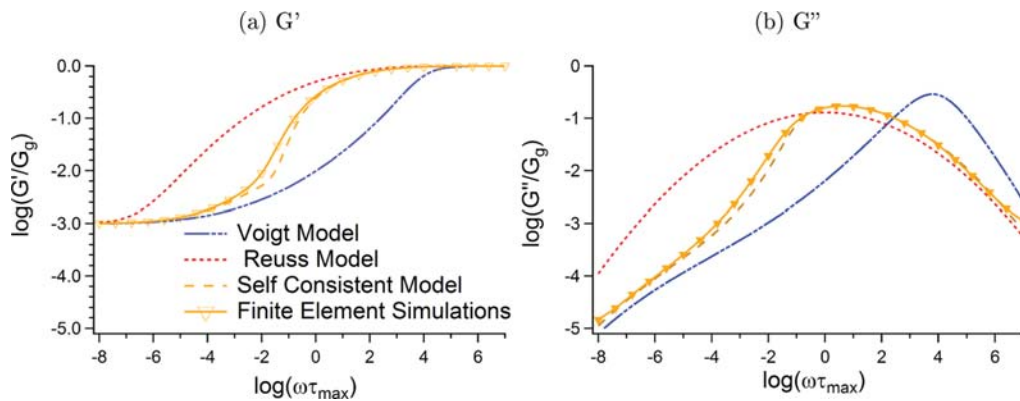 (a) G’
(b) G”
log(G'/Gg)
0.0
-1.0
-2.0
-3.0
-4.0
-5.0
Voigt Model
Reuss Model
Self Consistent Model
Finite Element Simulations
-8 -6 -4 -2 0 2 4 6
log(ωτmax)
log(G"/Gg)
0
-1
-2
-3
-4
-5
-8 -6 -4 -2 0 2 4 6
log(ωτmax)